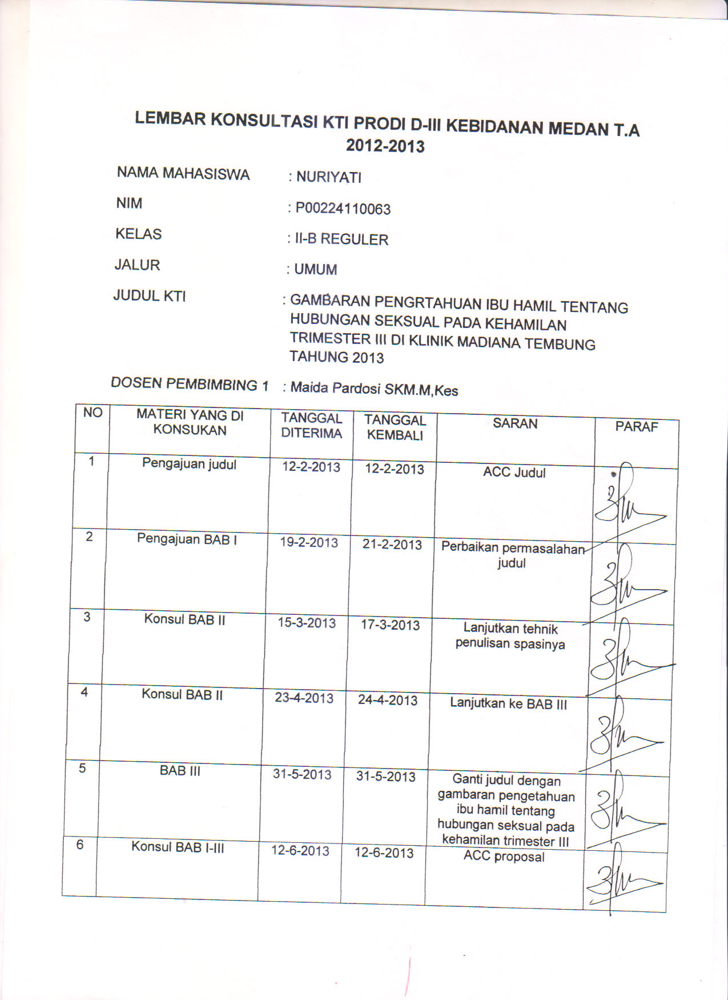 LEMBAR KONSULTASI KTI PRODI D-III KEBIDANAN MEDAN T.A
2012-2013
NAMA MAHASISWA : NURIYATI
NIM : P00224110063
KELAS : II-B REGULER
JALUR : UMUM
JUDUL KTI : GAMBARAN PENGRTAHUAN IBU HAMIL TENTANG
HUBUNGAN SEKSUAL PADA KEHAMILAN
TRIMESTER III DI KLINIK MADIANA TEMBUNG
TAHUNG 2013
DOSEN PEMBIMBING 1 : Maida Pardosi SKM.M,Kes
NO MATERI YANG DI TANGGAL TANGGAL SARAN PARAF
KONSUKAN DITERIMA KEMBALI
1 Pengajuan judul 12-2-2013 12-2-2013 ACC Judul
2 Pengajuan BAB I 19-2-2013 21-2-2013 Perbaikan permasalahan
judul
3 Konsul BAB II 15-3-2013 17-3-2013 Lanjutkan tehnik
penulisan spasinya
4 Konsul BAB II 23-4-2013 24-4-2013 Lanjutkan ke BAB III
5 BAB III 31-5-2013 31-5-2013 Ganti judul dengan
gambaran pengetahuan
ibu hamil tentang
hubungan seksual pada
kehamilan trimester III
6 Konsul BAB I-III 12-6-2013 12-6-2013 ACC proposal